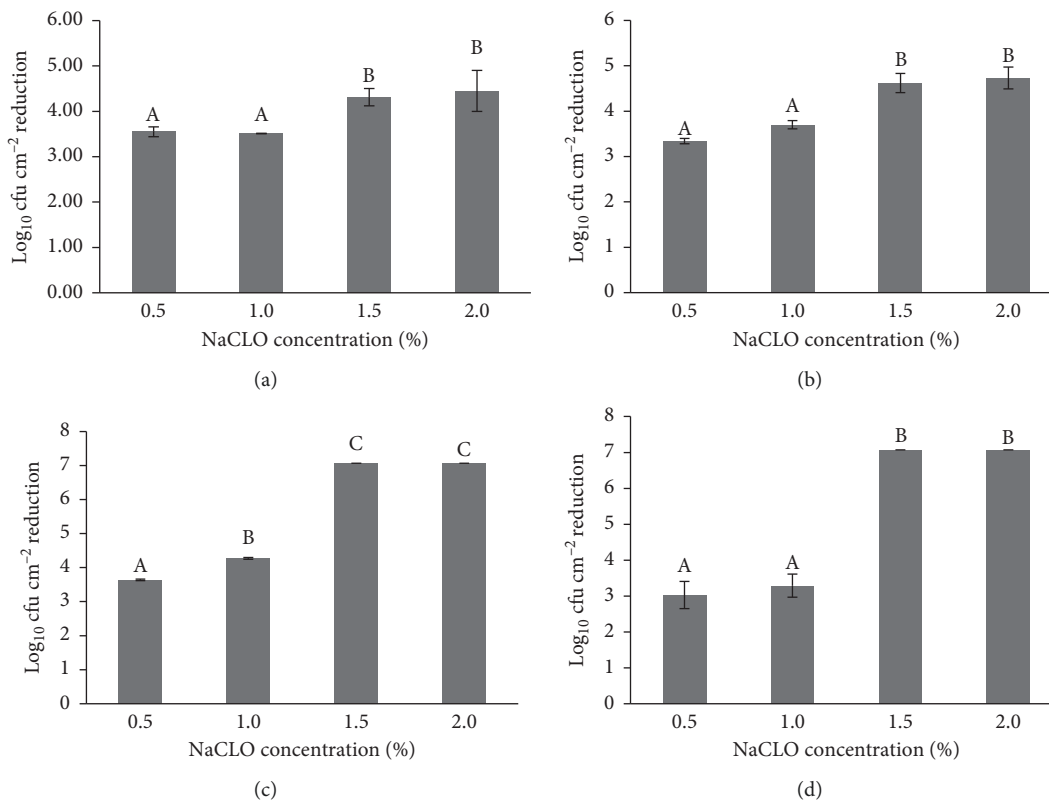 Log₁₀ cfu cm⁻² reduction
6.00
5.00
4.00
3.00
2.00
1.00
0.00
A
A
B
B
0.5 1.0 1.5 2.0
NaCLO concentration (%)
(a)
Log₁₀ cfu cm⁻² reduction
6
5
4
3
2
1
0
A
A
B
B
0.5 1.0 1.5 2.0
NaCLO concentration (%)
(b)
Log₁₀ cfu cm⁻² reduction
8
7
6
5
4
3
2
1
0
A
B
C
C
0.5 1.0 1.5 2.0
NaCLO concentration (%)
(c)
Log₁₀ cfu cm⁻² reduction
8
7
6
5
4
3
2
1
0
A
A
B
B
0.5 1.0 1.5 2.0
NaCLO concentration (%)
(d)